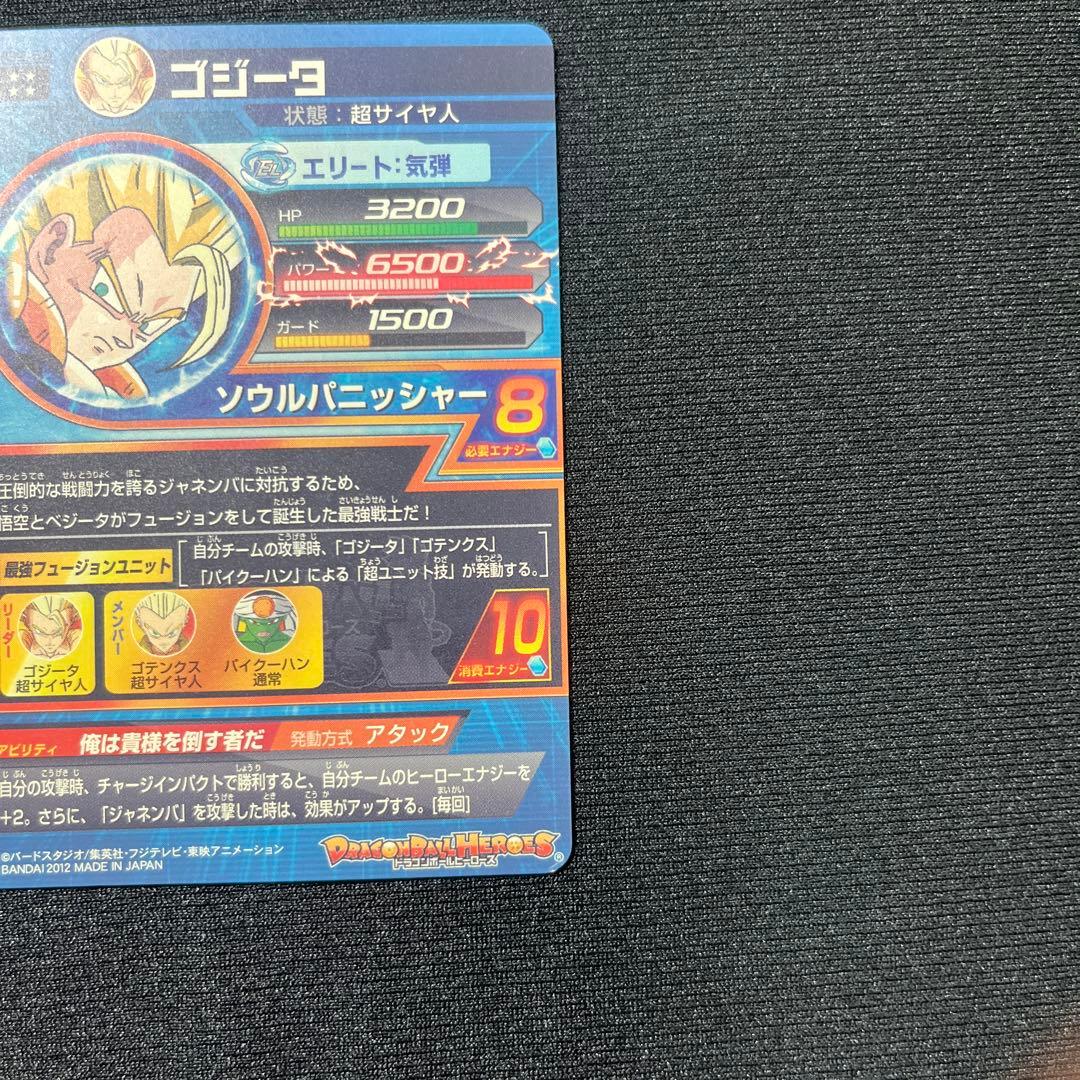 ゴジータ
状態：超サイヤ人
EL エリート：気弾
HP 3200
パワー 6500
ガード 1500
ソウルパニッシャー 8
必要エナジー
圧倒的な戦闘力を誇るジャネンバに対抗するため、
悟空とベジータがフュージョンをして誕生した最強戦士だ！
最強フュージョンユニット
自分チームの攻撃時、「ゴジータ」「ゴテンクス」
「パイクーハン」による「超ユニット技」が発動する。
リーダー
ゴジータ
超サイヤ人
メンバー
ゴテンクス
超サイヤ人
パイクーハン
通常
10
消費エナジー
アビリティ 俺は貴様を倒す者だ 発動方式 アタック
自分の攻撃時、チャージインパクトで勝利すると、自分チームのヒーローエナジーを
+2。さらに、「ジャネンバ」を攻撃した時は、効果がアップする。[毎回]
©バードスタジオ/集英社・フジテレビ・東映アニメーション
BANDAI 2012 MADE IN JAPAN
DRAGONBALL HEROES
ドラゴンボールヒーローズ
®